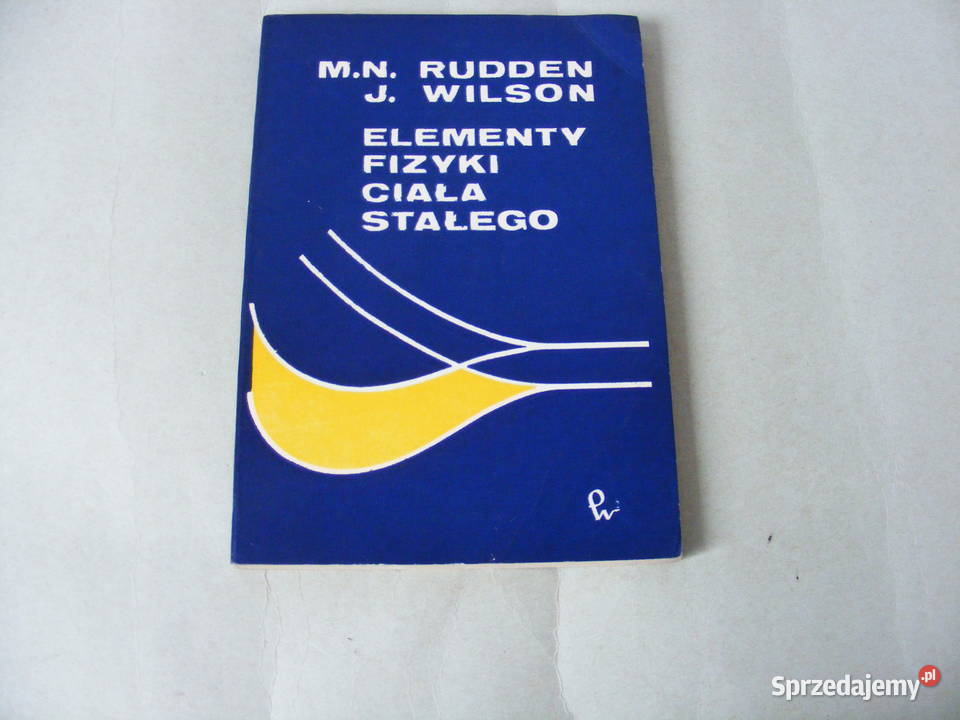 M.N. RUDDEN
J. WILSON
ELEMENTY
FIZYKI
CIAŁA
STAŁEGO
Sprzedajemy.pl